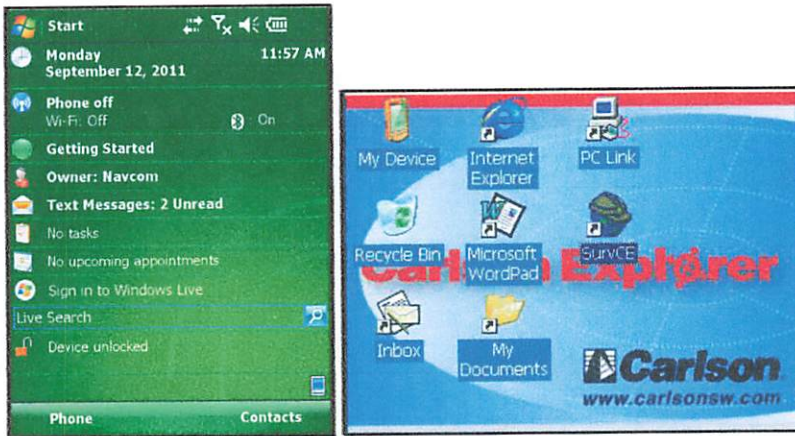 Start
Monday
11:57 AM
September 12, 2011
Phone off
Wi-Fi: Off
On
Getting Started
Owner: Navcom
Text Messages: 2 Unread
No tasks
No upcoming appointments
Sign in to Windows Live
Live Search
Device unlocked
Phone
Contacts
My Device
Internet
Explorer
PC Link
Recycle Bin
Microsoft
WordPad
SurvCE
Carlson Explorer
Inbox
My
Documents
Carlson
www.carlsonsw.com